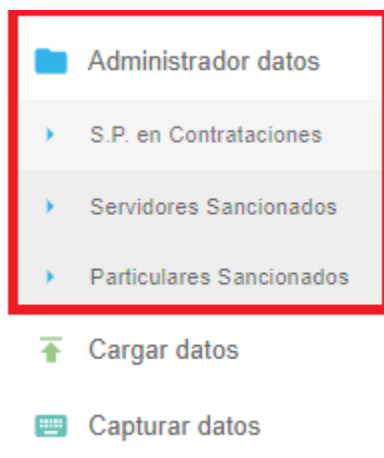 Administrador datos
S.P. en Contrataciones
Servidores Sancionados
Particulares Sancionados
Cargar datos
Capturar datos